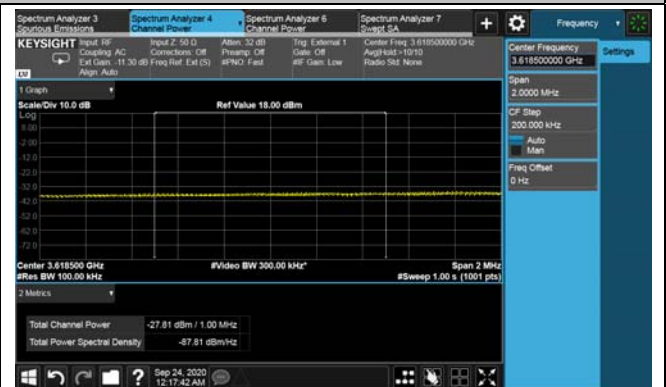 Spectrum Analyzer 3
Spurious Emissions
Spectrum Analyzer 4
Channel Power
Spectrum Analyzer 6
Channel Power
Spectrum Analyzer 7
Swept SA
+
Frequency
KEYSIGHT
Input: RF
Coupling: AC
Ext Gain: -11.30 dB
Align: Auto
Input Z: 50 Ω
Corrections: Off
Freq Ref: Ext (S)
Atten: 32 dB
Preamp: Off
#PNO: Fast
Trig: External 1
Gate: Off
#IF Gain: Low
Center Freq: 3.618500000 GHz
Avg|Hold:>10/10
Radio Std: None
LXI
Center Frequency
3.618500000 GHz
Settings
Span
2.0000 MHz
CF Step
200.000 kHz
Auto
Man
Freq Offset
0 Hz
1 Graph
Scale/Div 10.0 dB
Ref Value 18.00 dBm
Log
8.00
-2.00
-12.0
-22.0
-32.0
-42.0
-52.0
-62.0
-72.0
Center 3.618500 GHz
#Video BW 300.00 kHz*
Span 2 MHz
#Res BW 100.00 kHz
#Sweep 1.00 s (1001 pts)
2 Metrics
Total Channel Power
-27.81 dBm / 1.00 MHz
Total Power Spectral Density
-87.81 dBm/Hz
?
Sep 24, 2020
12:17:42 AM